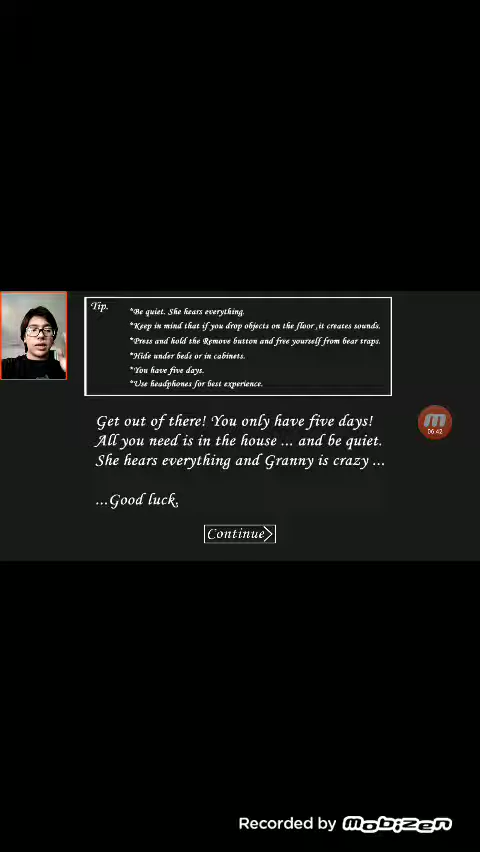 Tip.
*Be quiet. She hears everything.
*Keep in mind that if you drop objects on the floor ,it creates sounds.
*Press and hold the Remove button and free yourself from bear traps.
*Hide under beds or in cabinets.
*You have five days.
*Use headphones for best experience.
Get out of there! You only have five days!
All you need is in the house ... and be quiet.
She hears everything and Granny is crazy ...
...Good luck.
Continue
06:42
Recorded by Mobizen